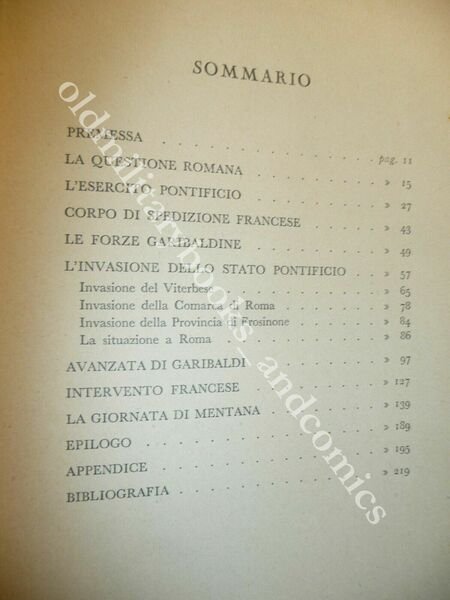 SOMMARIO
PREMESSA . . . . . . . . . . pag. 11
LA QUESTIONE ROMANA . . . . . . » 15
L'ESERCITO PONTIFICIO . . . . . . » 27
CORPO DI SPEDIZIONE FRANCESE . . . . » 43
LE FORZE GARIBALDINE . . . . . . » 49
L'INVASIONE DELLO STATO PONTIFICIO . . » 57
Invasione del Viterbese . . . . . . » 65
Invasione della Comarca di Roma . . . . » 78
Invasione della Provincia di Frosinone . . . » 84
La situazione a Roma . . . . . . » 86
AVANZATA DI GARIBALDI . . . . . . » 97
INTERVENTO FRANCESE . . . . . . » 127
LA GIORNATA DI MENTANA . . . . . » 139
EPILOGO . . . . . . . . . . » 189
APPENDICE . . . . . . . . . » 195
BIBLIOGRAFIA . . . . . . . . » 219
oldmilitarybooks_andcomics